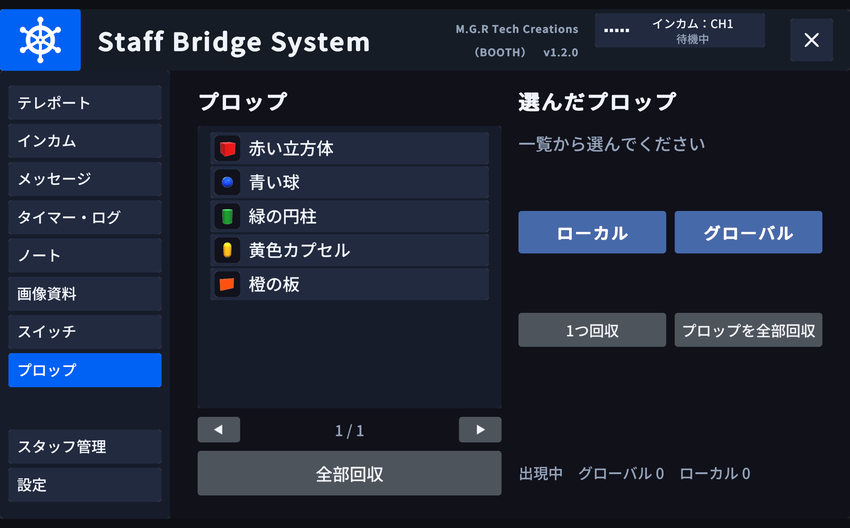 Staff Bridge System
M.G.R Tech Creations
（BOOTH） v1.2.0
インカム：CH1
待機中
テレポート
インカム
メッセージ
タイマー・ログ
ノート
画像資料
スイッチ
プロップ
スタッフ管理
設定
プロップ
赤い立方体
青い球
緑の円柱
黄色カプセル
橙の板
1 / 1
全部回収
選んだプロップ
一覧から選んでください
ローカル グローバル
1つ回収 プロップを全部回収
出現中 グローバル 0 ローカル 0